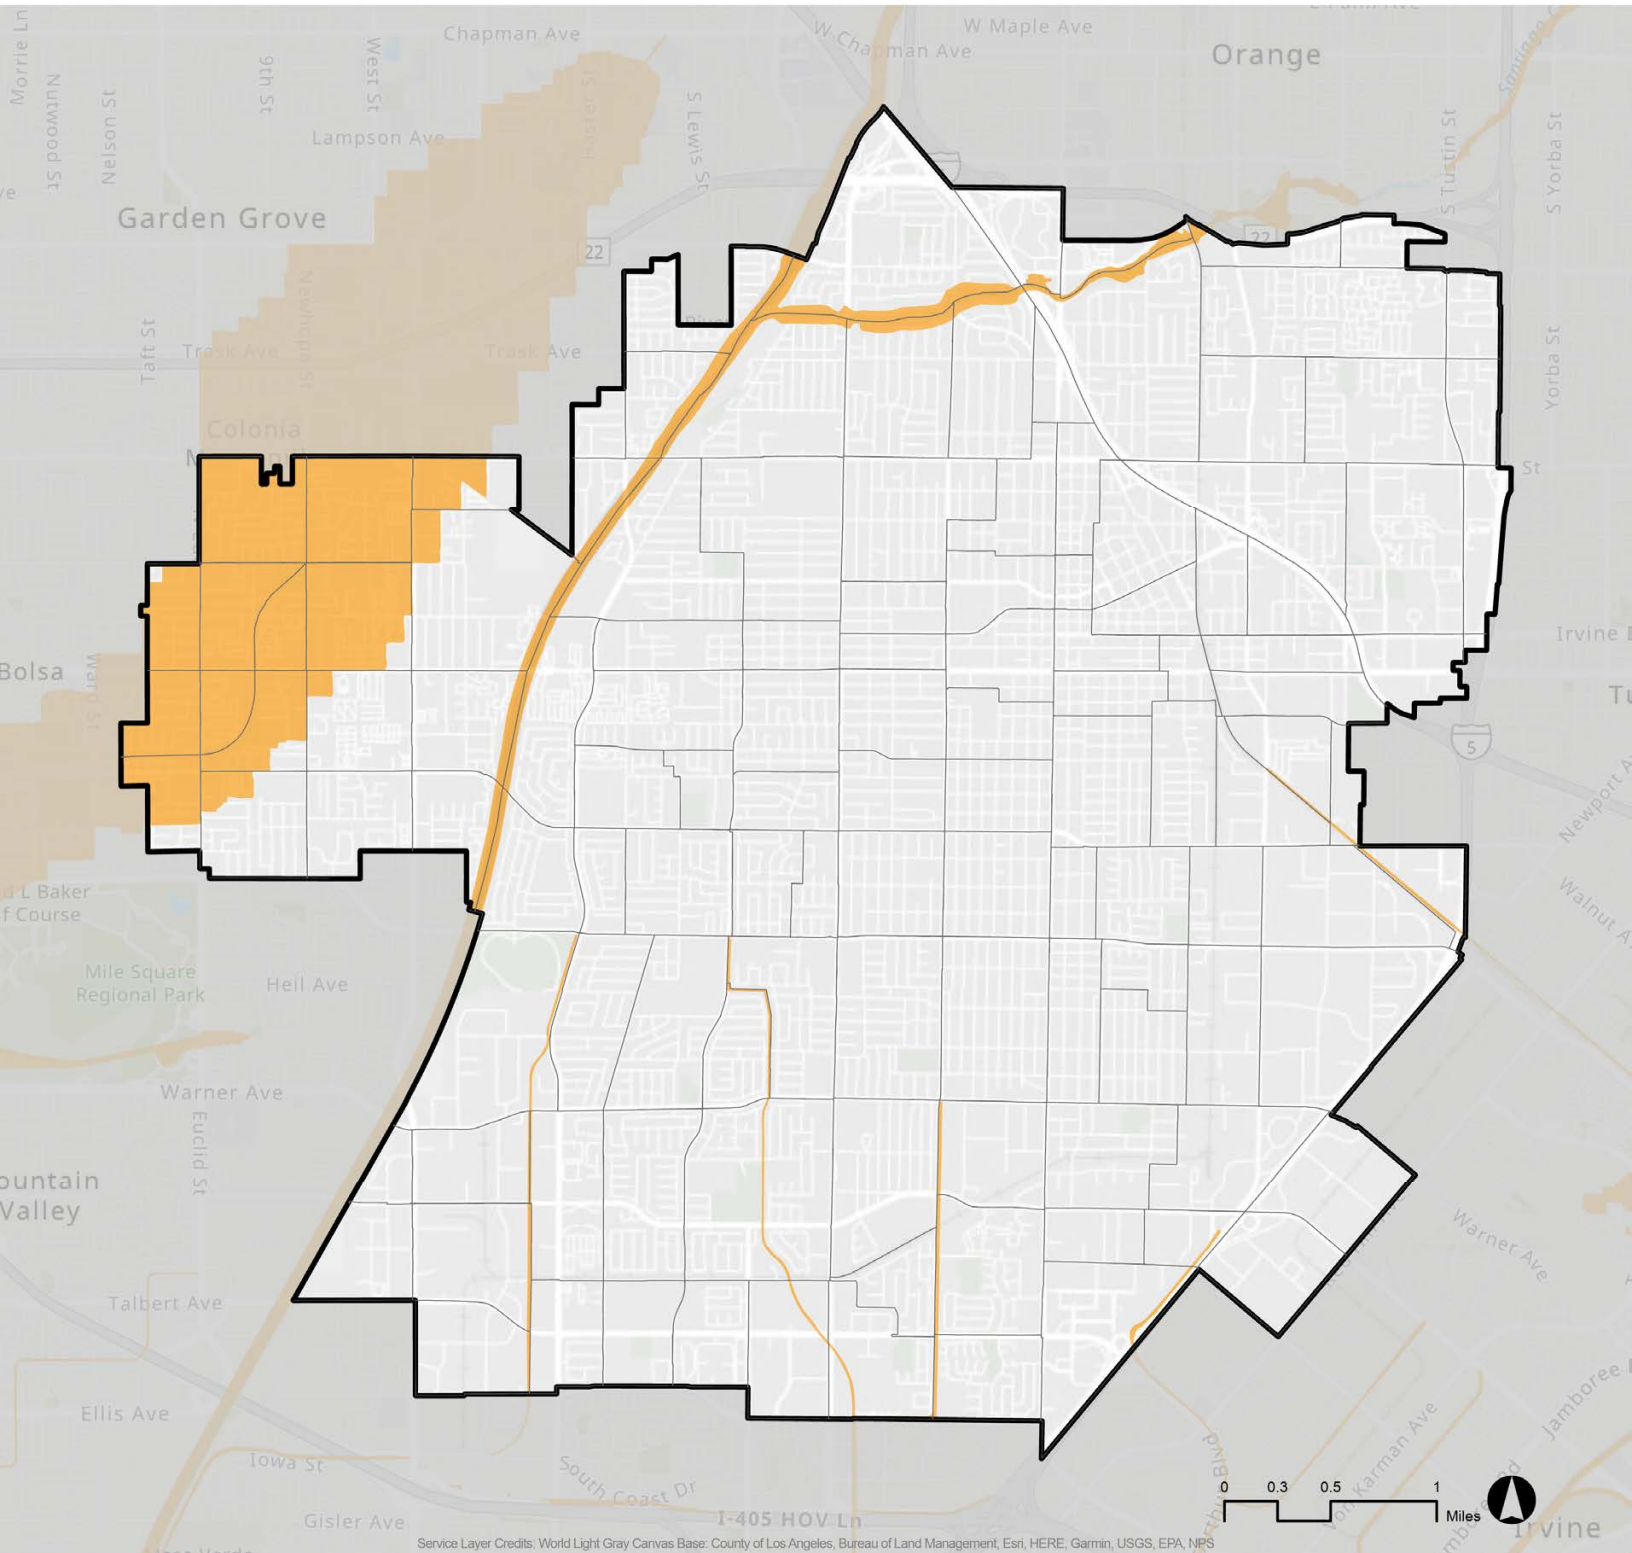 Chapman Ave
W Chapman Ave
W Maple Ave
Orange
Morrie Ln
Nutwood St
Nelson St
9th St
West St
Lampson Ave
S Lewis St
S Tustin St
S Yorba St
Garden Grove
22
22
Taft St
Trask Ave
Trask Ave
Yorba St
Colonia
St
Bolsa
Ward St
Irvine
5
Newport
Walnut
Course
Mile Square
Regional Park
Heil Ave
Warner Ave
Euclid St
Valley
Warner Ave
Talbert Ave
Ellis Ave
Iowa St
South Coast Dr
Gisler Ave
I-405 HOV Ln
Von Karman Ave
Jamboree
Blvd
Irvine
0 0.3 0.5 1
Miles
Service Layer Credits: World Light Gray Canvas Base: County of Los Angeles, Bureau of Land Management, Esri, HERE, Garmin, USGS, EPA, NPS